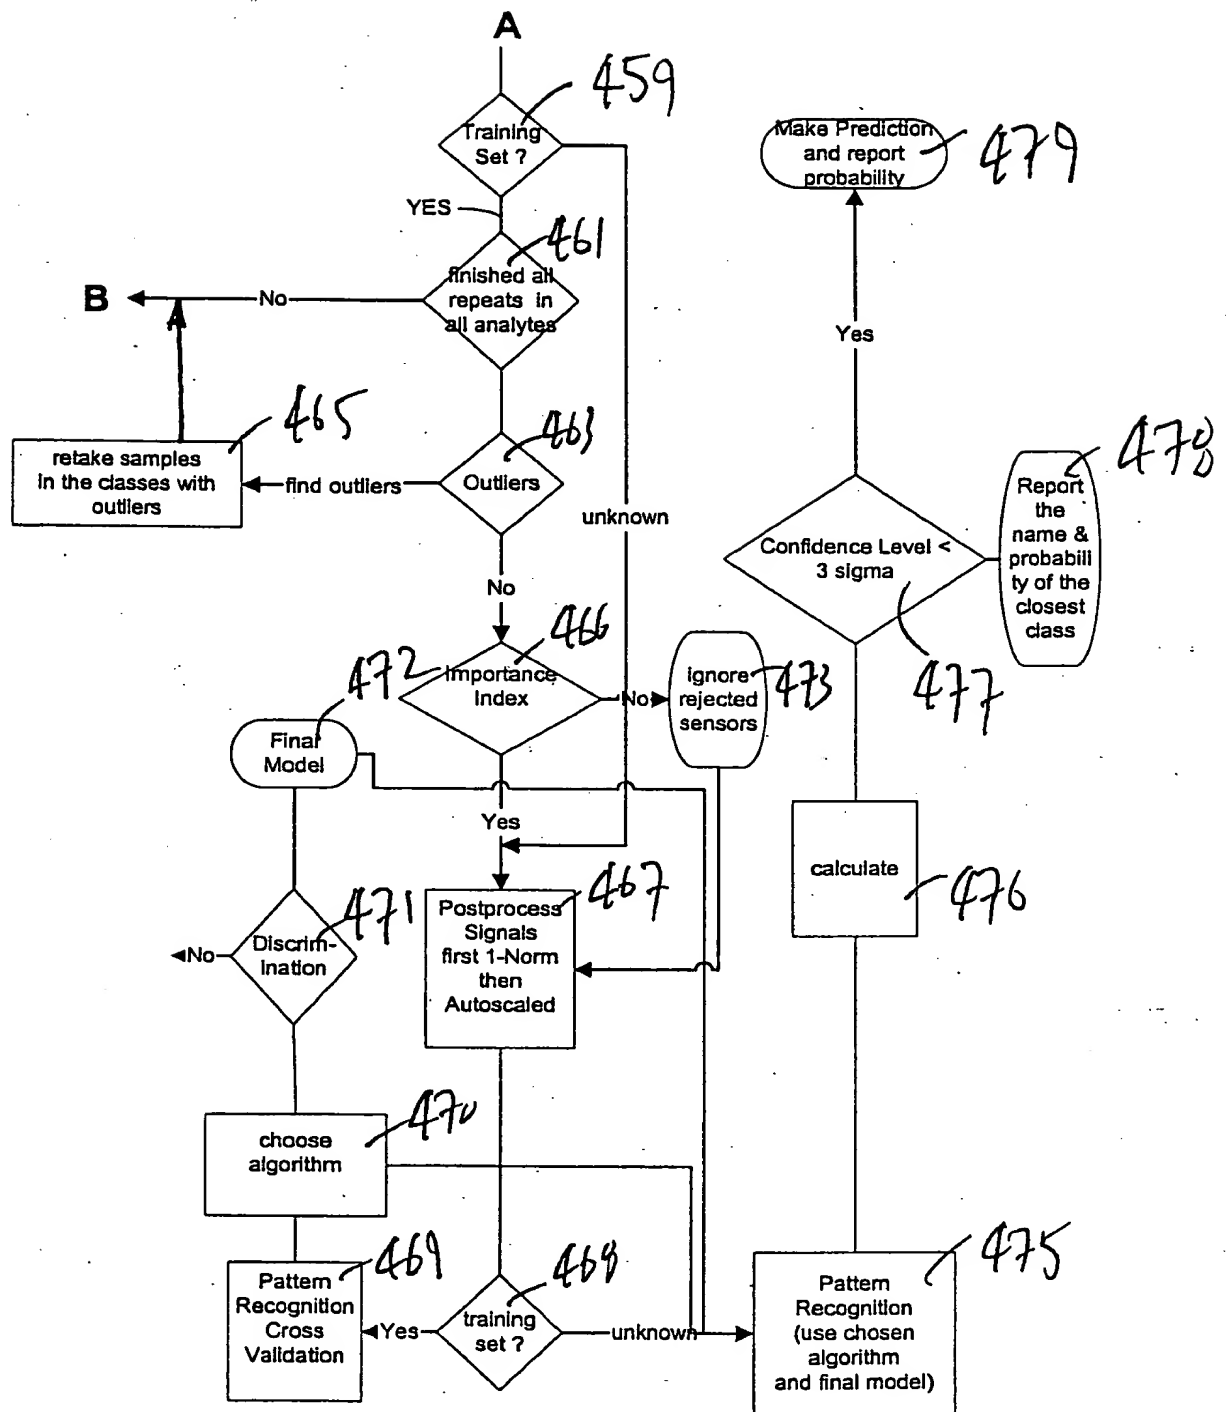 A
459
Training
Set ?
YES
461
finished all
repeats in
all analytes
No
B
465
retake samples
in the classes with
outliers
find outliers
463
Outliers
unknown
No
466
Importance
Index
No
ignore
rejected
sensors
473
472
Final
Model
Yes
467
Postprocess
Signals
first 1-Norm
then
Autoscaled
471
Discrim-
ination
No
470
choose
algorithm
469
Pattern
Recognition
Cross
Validation
Yes
468
training
set ?
unknown
475
Pattern
Recognition
(use chosen
algorithm
and final model)
calculate
476
Confidence Level <
3 sigma
477
478
Report
the
name &
probabili
ty of the
closest
class
Yes
Make Prediction
and report
probability
479